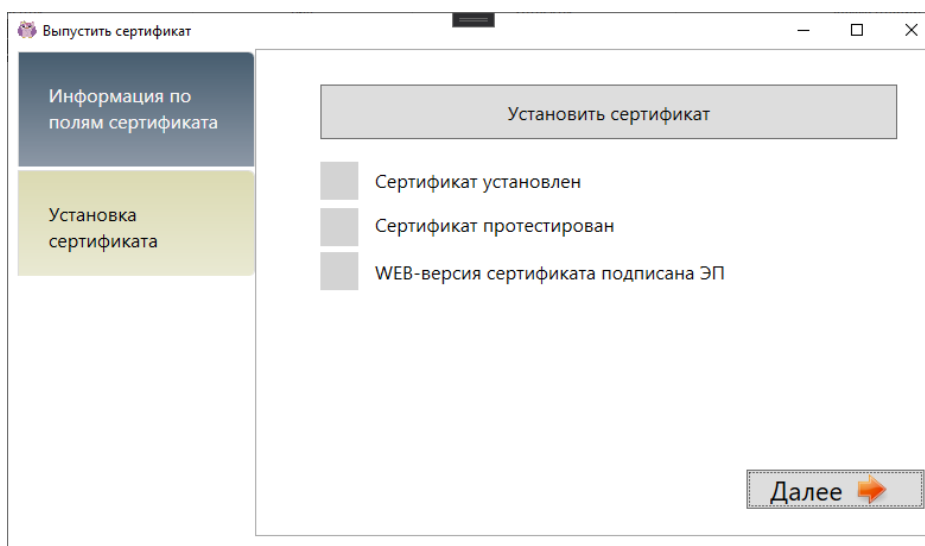 Выпустить сертификат
Информация по
полям сертификата
Установка
сертификата
Установить сертификат
Сертификат установлен
Сертификат протестирован
WEB-версия сертификата подписана ЭП
Далее